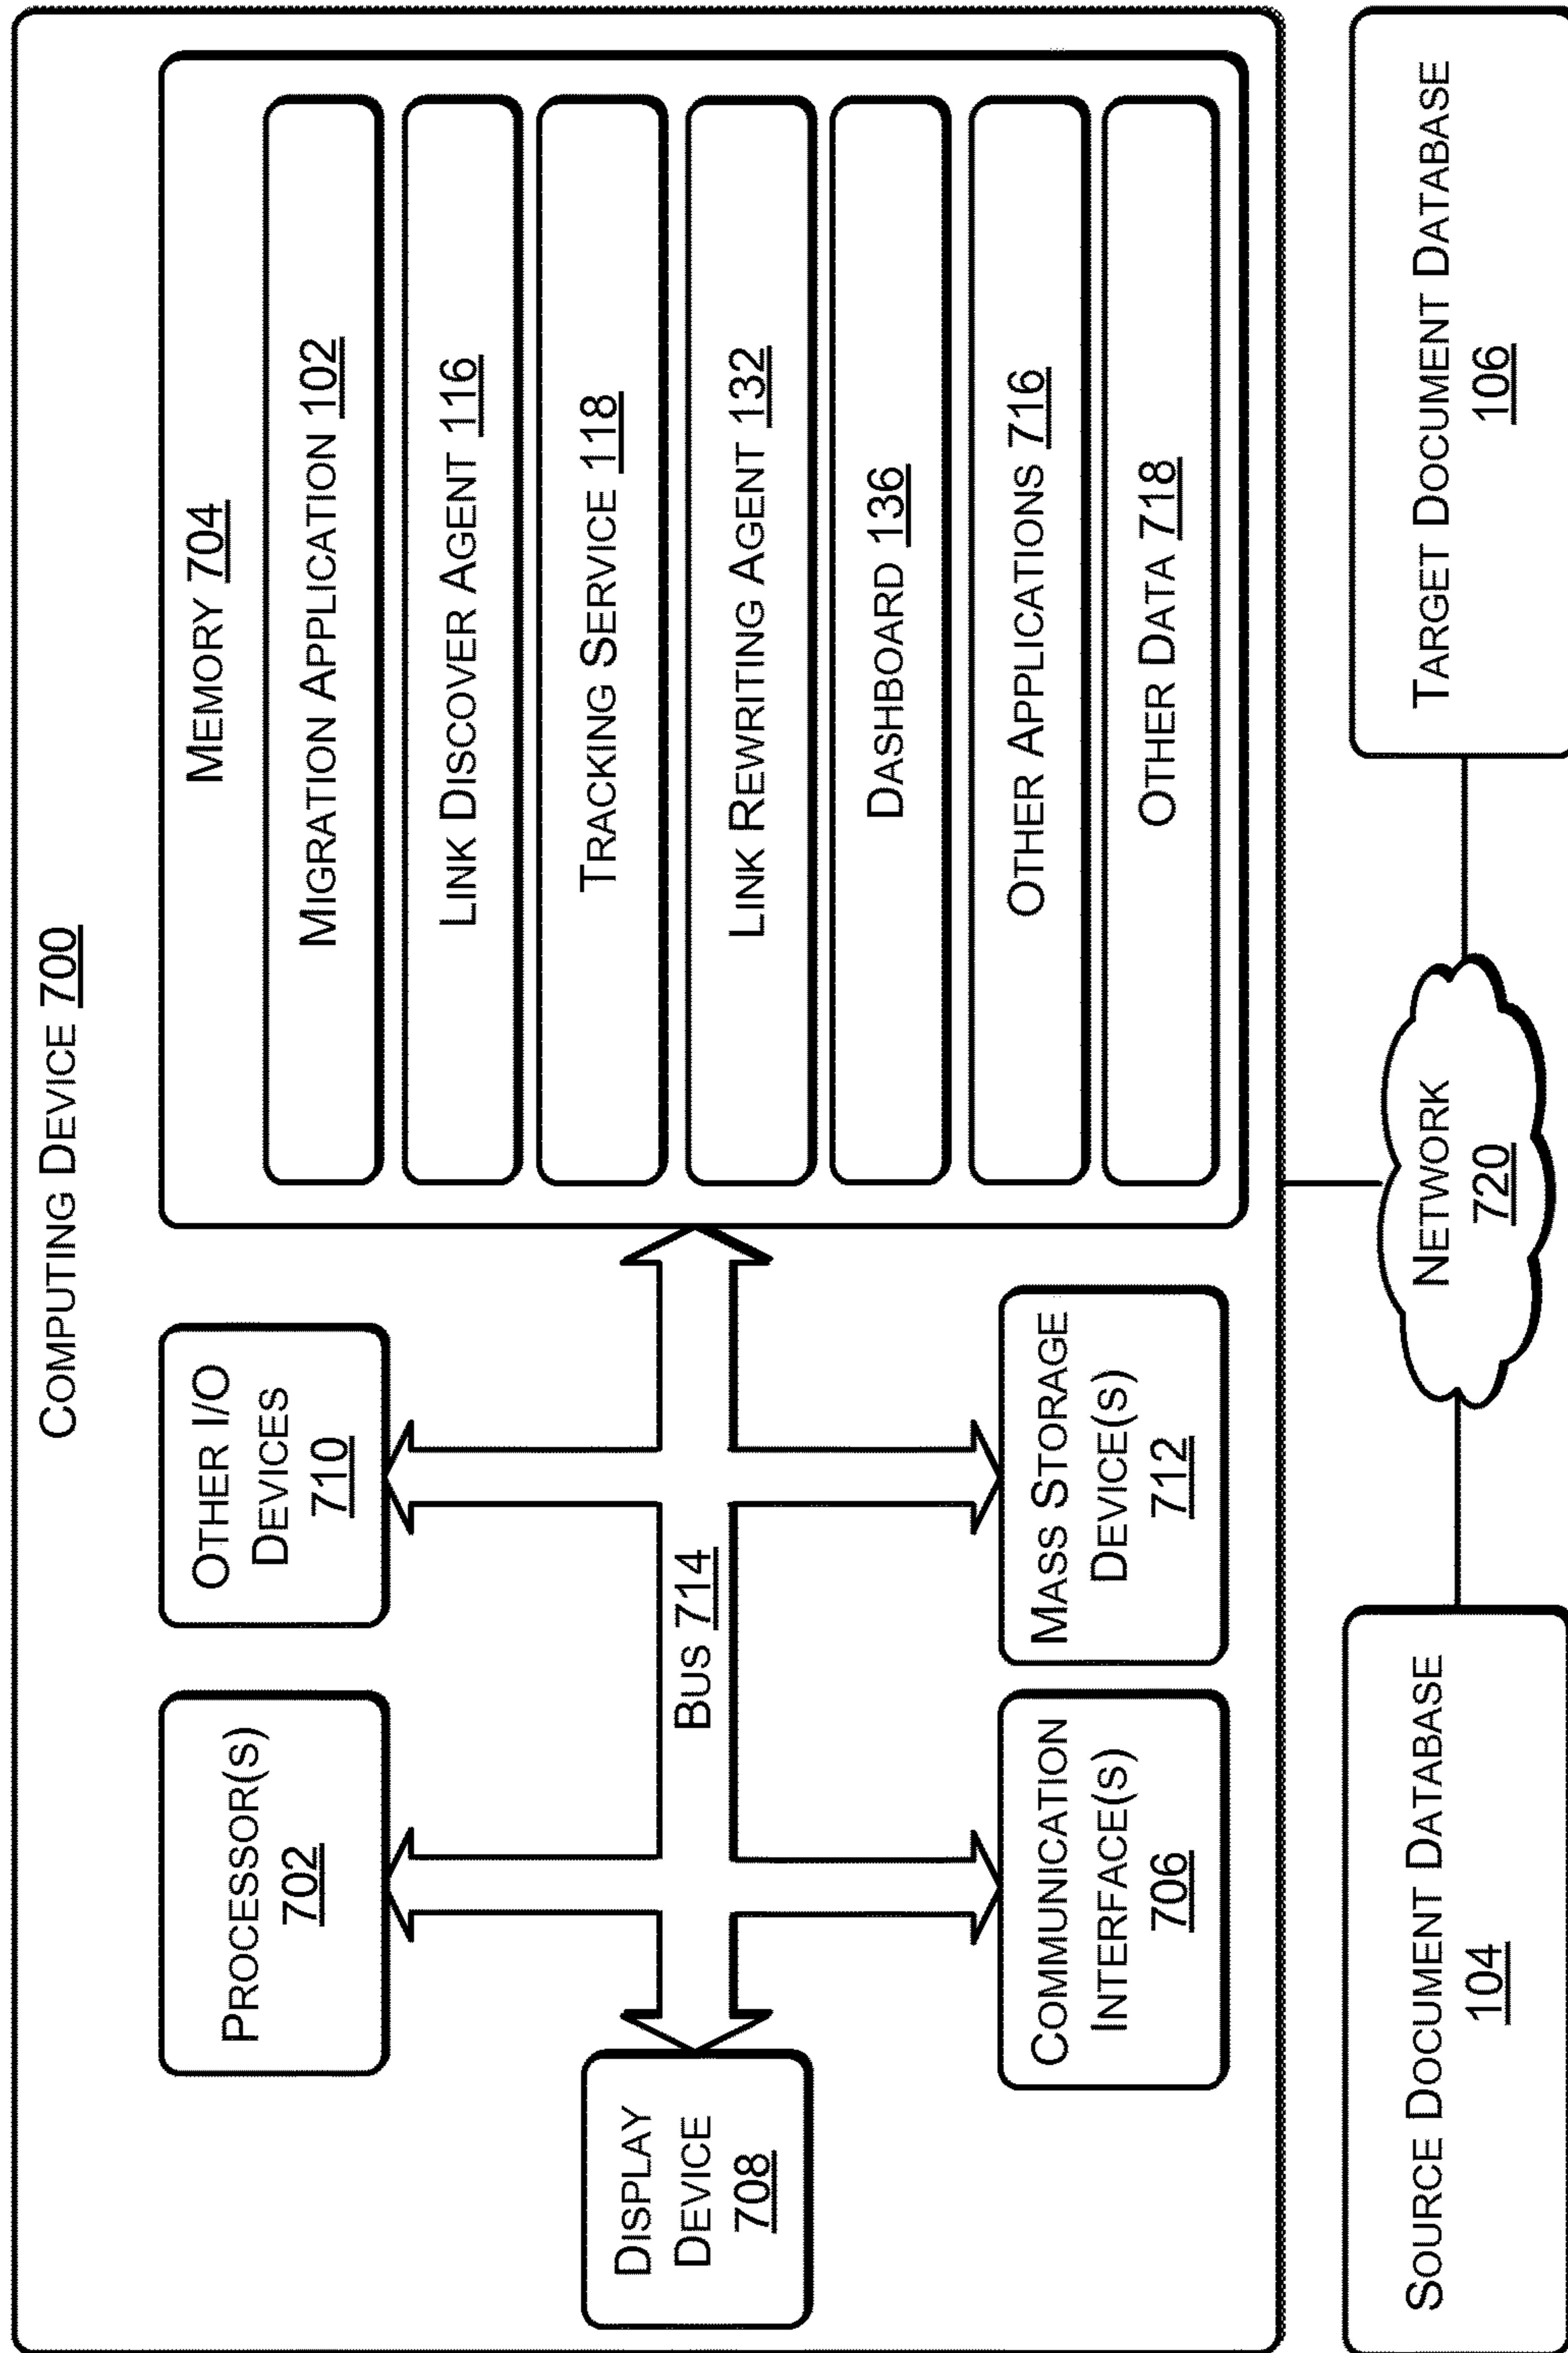 COMPUTING DEVICE 700
PROCESSOR(S)
702
OTHER I/O
DEVICES
710
DISPLAY
DEVICE
708
BUS 714
COMMUNICATION
INTERFACE(S)
706
MASS STORAGE
DEVICE(S)
712
MEMORY 704
MIGRATION APPLICATION 102
LINK DISCOVER AGENT 116
TRACKING SERVICE 118
LINK REWRITING AGENT 132
DASHBOARD 136
OTHER APPLICATIONS 716
OTHER DATA 718
SOURCE DOCUMENT DATABASE
104
NETWORK
720
TARGET DOCUMENT DATABASE
106